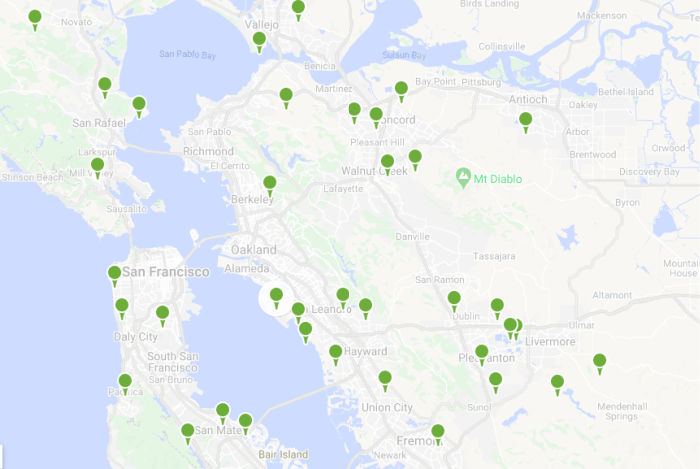 Novato
Vallejo
Birds Landing
Mackenson
San Pablo Bay
Suisun Bay
Collinsville
Benicia
Martinez
Bay Point
Pittsburg
Bethel Island
Antioch
Oakley
San Rafael
San Pablo
oncord
Arbor
Richmond
Pleasant Hill
Larkspur
El Cerrito
Brentwood
Orwood
Stinson Beach
Mill Valley
Walnut Creek
Discovery Bay
Mt Diablo
Lafayette
Berkeley
Byron
Sausalito
Danville
Oakland
Tassajara
Mountain
House
San Francisco
Alameda
San Ramon
Altamont
Leandro
Dublin
Daly City
Ulmar
Livermore
Hayward
Pleasanton
South San
Francisco
San Bruno
Pacifica
Union City
Sunol
Mendenhall
Springs
San Mateo
Fremont
Bair Island
Newark